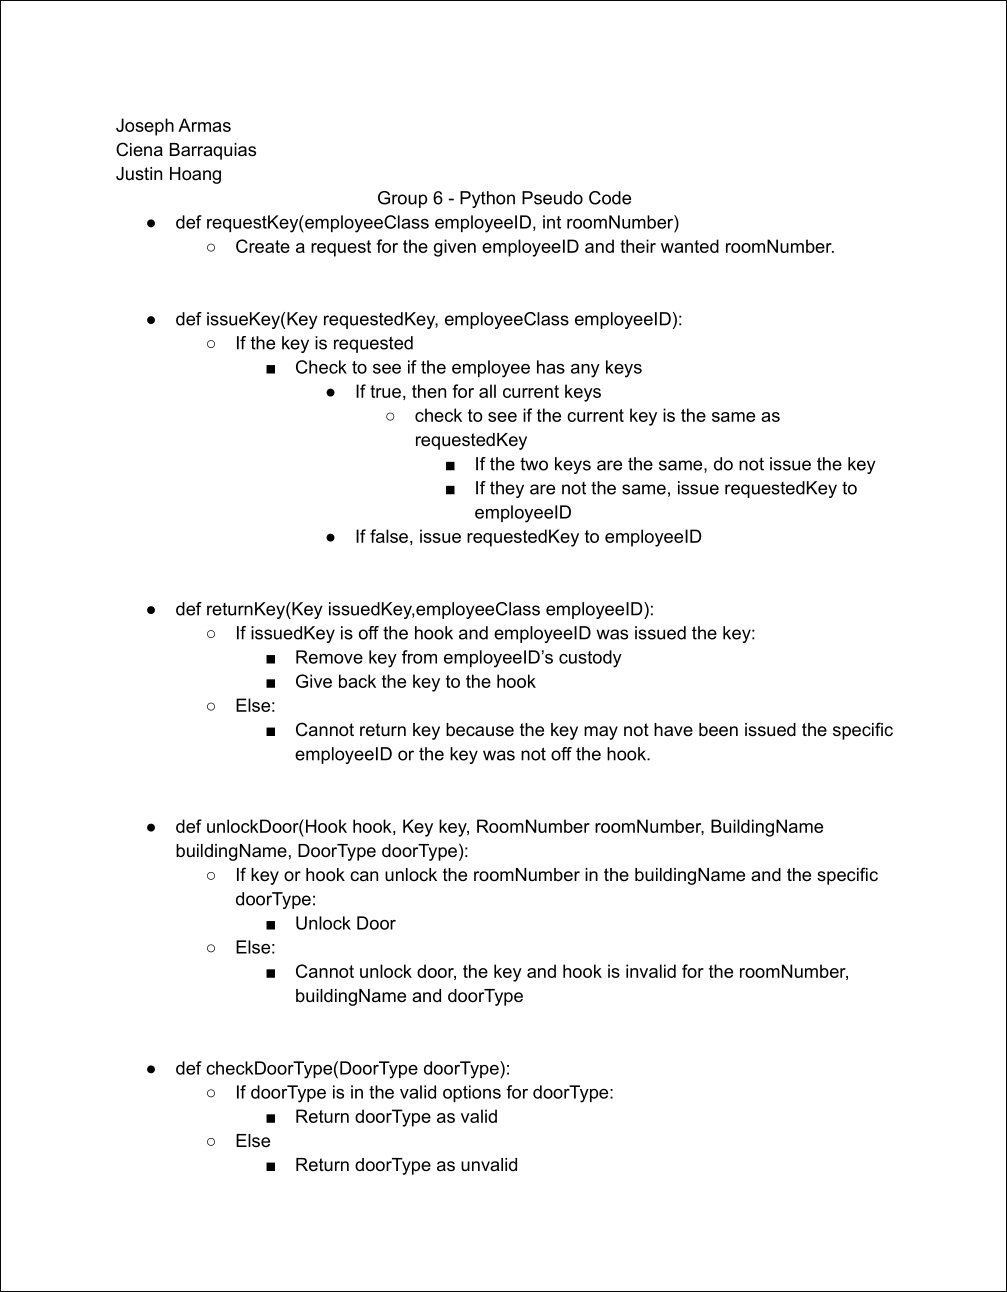 Joseph Armas
Ciena Barraquias
Justin Hoang
Group 6 - Python Pseudo Code
● def requestKey(employeeClass employeeID, int roomNumber)
○ Create a request for the given employeeID and their wanted roomNumber.
● def issueKey(Key requestedKey, employeeClass employeeID):
○ If the key is requested
■ Check to see if the employee has any keys
● If true, then for all current keys
○ check to see if the current key is the same as
requestedKey
■ If the two keys are the same, do not issue the key
■ If they are not the same, issue requestedKey to
employeeID
● If false, issue requestedKey to employeeID
● def returnKey(Key issuedKey,employeeClass employeeID):
○ If issuedKey is off the hook and employeeID was issued the key:
■ Remove key from employeeID’s custody
■ Give back the key to the hook
○ Else:
■ Cannot return key because the key may not have been issued the specific
employeeID or the key was not off the hook.
● def unlockDoor(Hook hook, Key key, RoomNumber roomNumber, BuildingName
buildingName, DoorType doorType):
○ If key or hook can unlock the roomNumber in the buildingName and the specific
doorType:
■ Unlock Door
○ Else:
■ Cannot unlock door, the key and hook is invalid for the roomNumber,
buildingName and doorType
● def checkDoorType(DoorType doorType):
○ If doorType is in the valid options for doorType:
■ Return doorType as valid
○ Else
■ Return doorType as unvalid